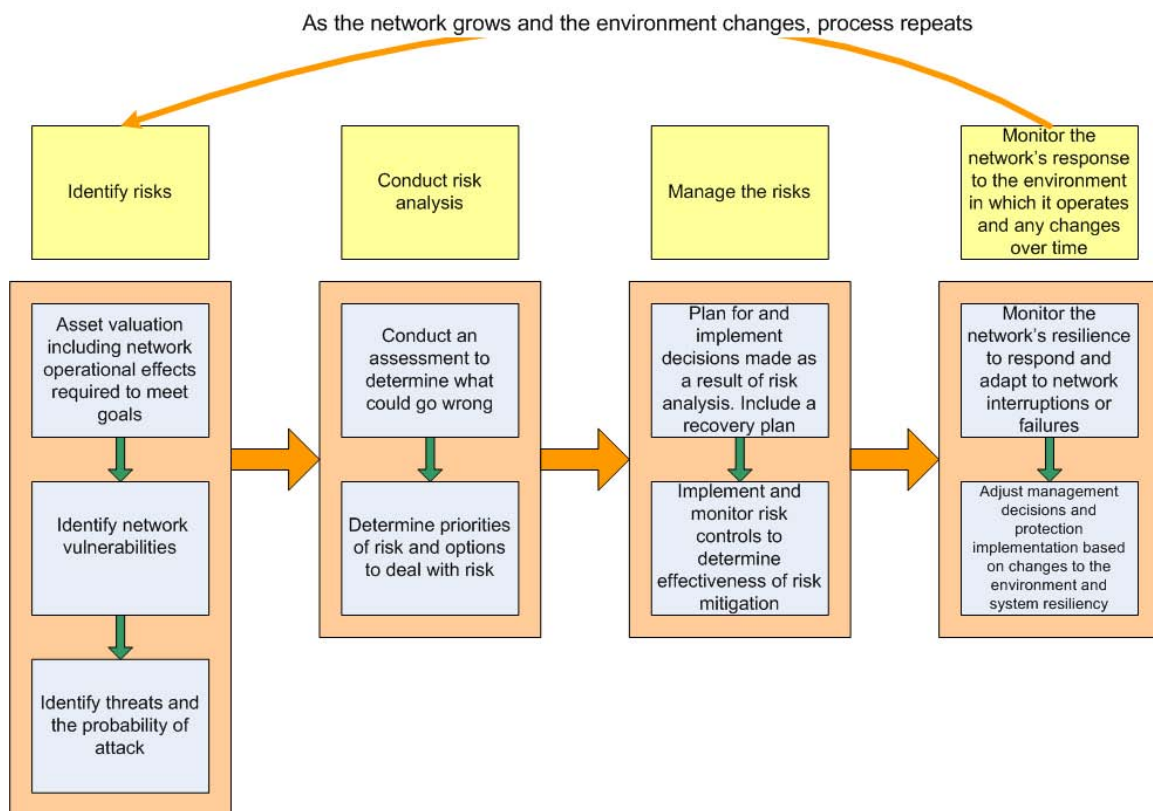 As the network grows and the environment changes, process repeats
Identify risks
Conduct risk
analysis
Manage the risks
Monitor the
network's response
to the environment
in which it operates
and any changes
over time
Asset valuation
including network
operational effects
required to meet
goals
Identify network
vulnerabilities
Identify threats and
the probability of
attack
Conduct an
assessment to
determine what
could go wrong
Determine priorities
of risk and options
to deal with risk
Plan for and
implement
decisions made as
a result of risk
analysis. Include a
recovery plan
Implement and
monitor risk
controls to
determine
effectiveness of risk
mitigation
Monitor the
network's resilience
to respond and
adapt to network
interruptions or
failures
Adjust management
decisions and
protection
implementation based
on changes to the
environment and
system resiliency